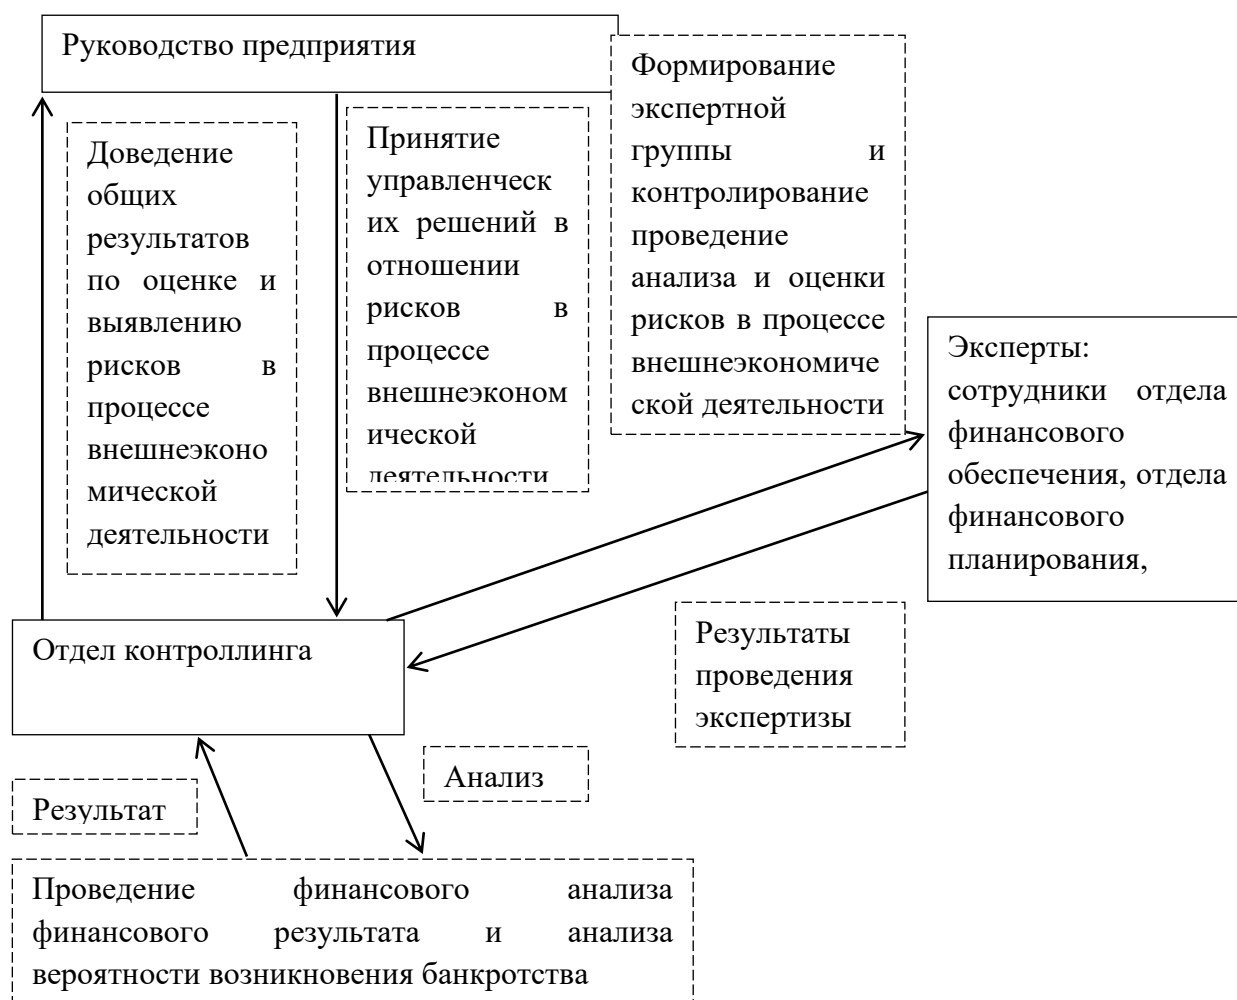 Руководство предприятия
Доведение
общих
результатов
по оценке и
выявлению
рисков в
процессе
внешнеэконо
мической
деятельности
Принятие
управленческ
их решений в
отношении
рисков в
процессе
внешнеэконом
ической
деятельности
Формирование
экспертной
группы и
контролирование
проведение
анализа и оценки
рисков в процессе
внешнеэкономиче
ской деятельности
Эксперты:
сотрудники отдела
финансового
обеспечения, отдела
финансового
планирования,
Отдел контроллинга
Результаты
проведения
экспертизы
Анализ
Результат
Проведение финансового анализа
финансового результата и анализа
вероятности возникновения банкротства